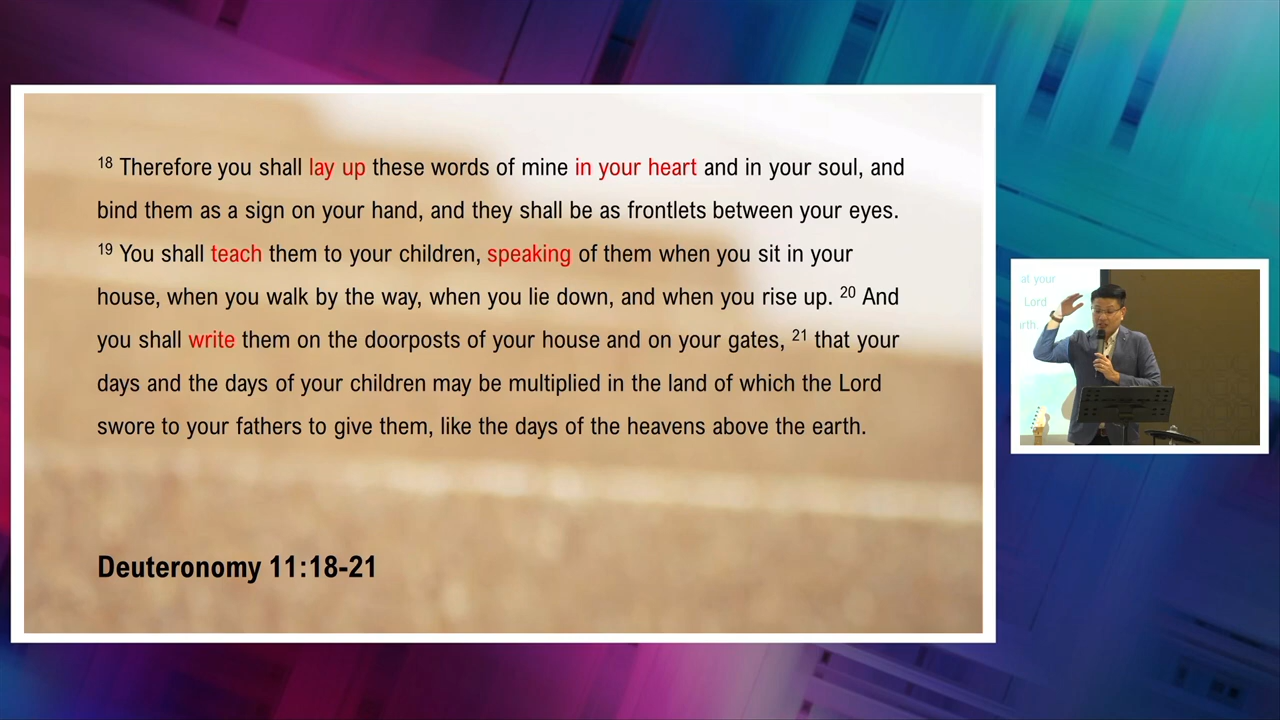 18 Therefore you shall lay up these words of mine in your heart and in your soul, and
bind them as a sign on your hand, and they shall be as frontlets between your eyes.
19 You shall teach them to your children, speaking of them when you sit in your
house, when you walk by the way, when you lie down, and when you rise up. 20 And
you shall write them on the doorposts of your house and on your gates, 21 that your
days and the days of your children may be multiplied in the land of which the Lord
swore to your fathers to give them, like the days of the heavens above the earth.
Deuteronomy 11:18-21
at your
Lord